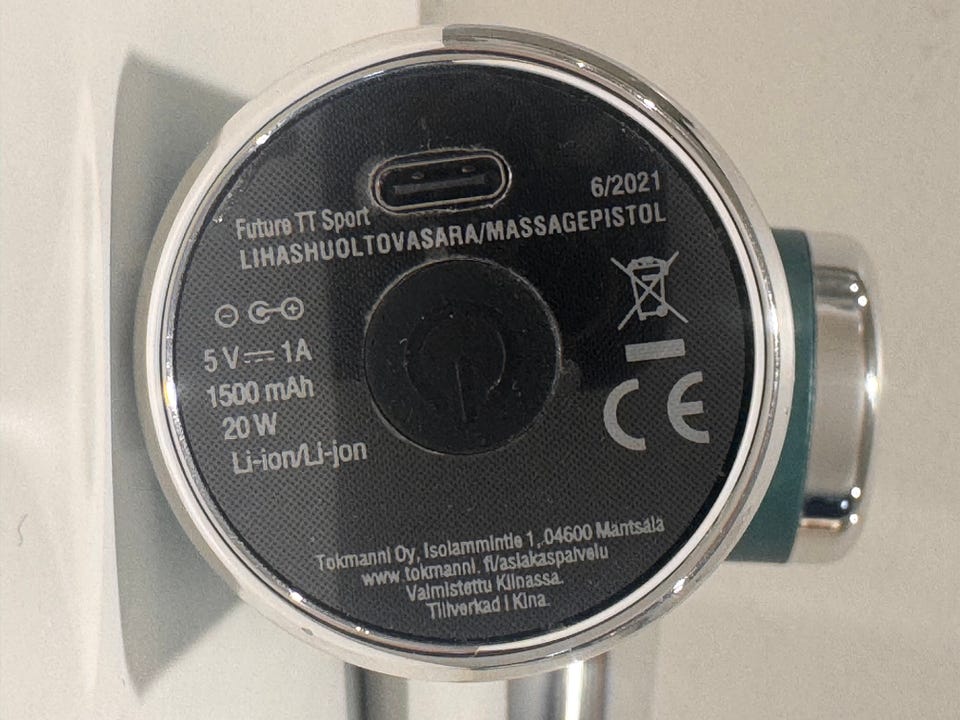 6/2021
Future TT Sport
LIHASHUOLTOVASARA/MASSAGEPISTOL
5 V ⎓ 1A
1500 mAh
20 W
Li-ion/Li-jon
CE
Tokmanni Oy, Isolammintie 1, 04600 Mäntsälä
www.tokmanni.fi/asiakaspalvelu
Valmistettu Kiinassa.
Tillverkad i Kina.